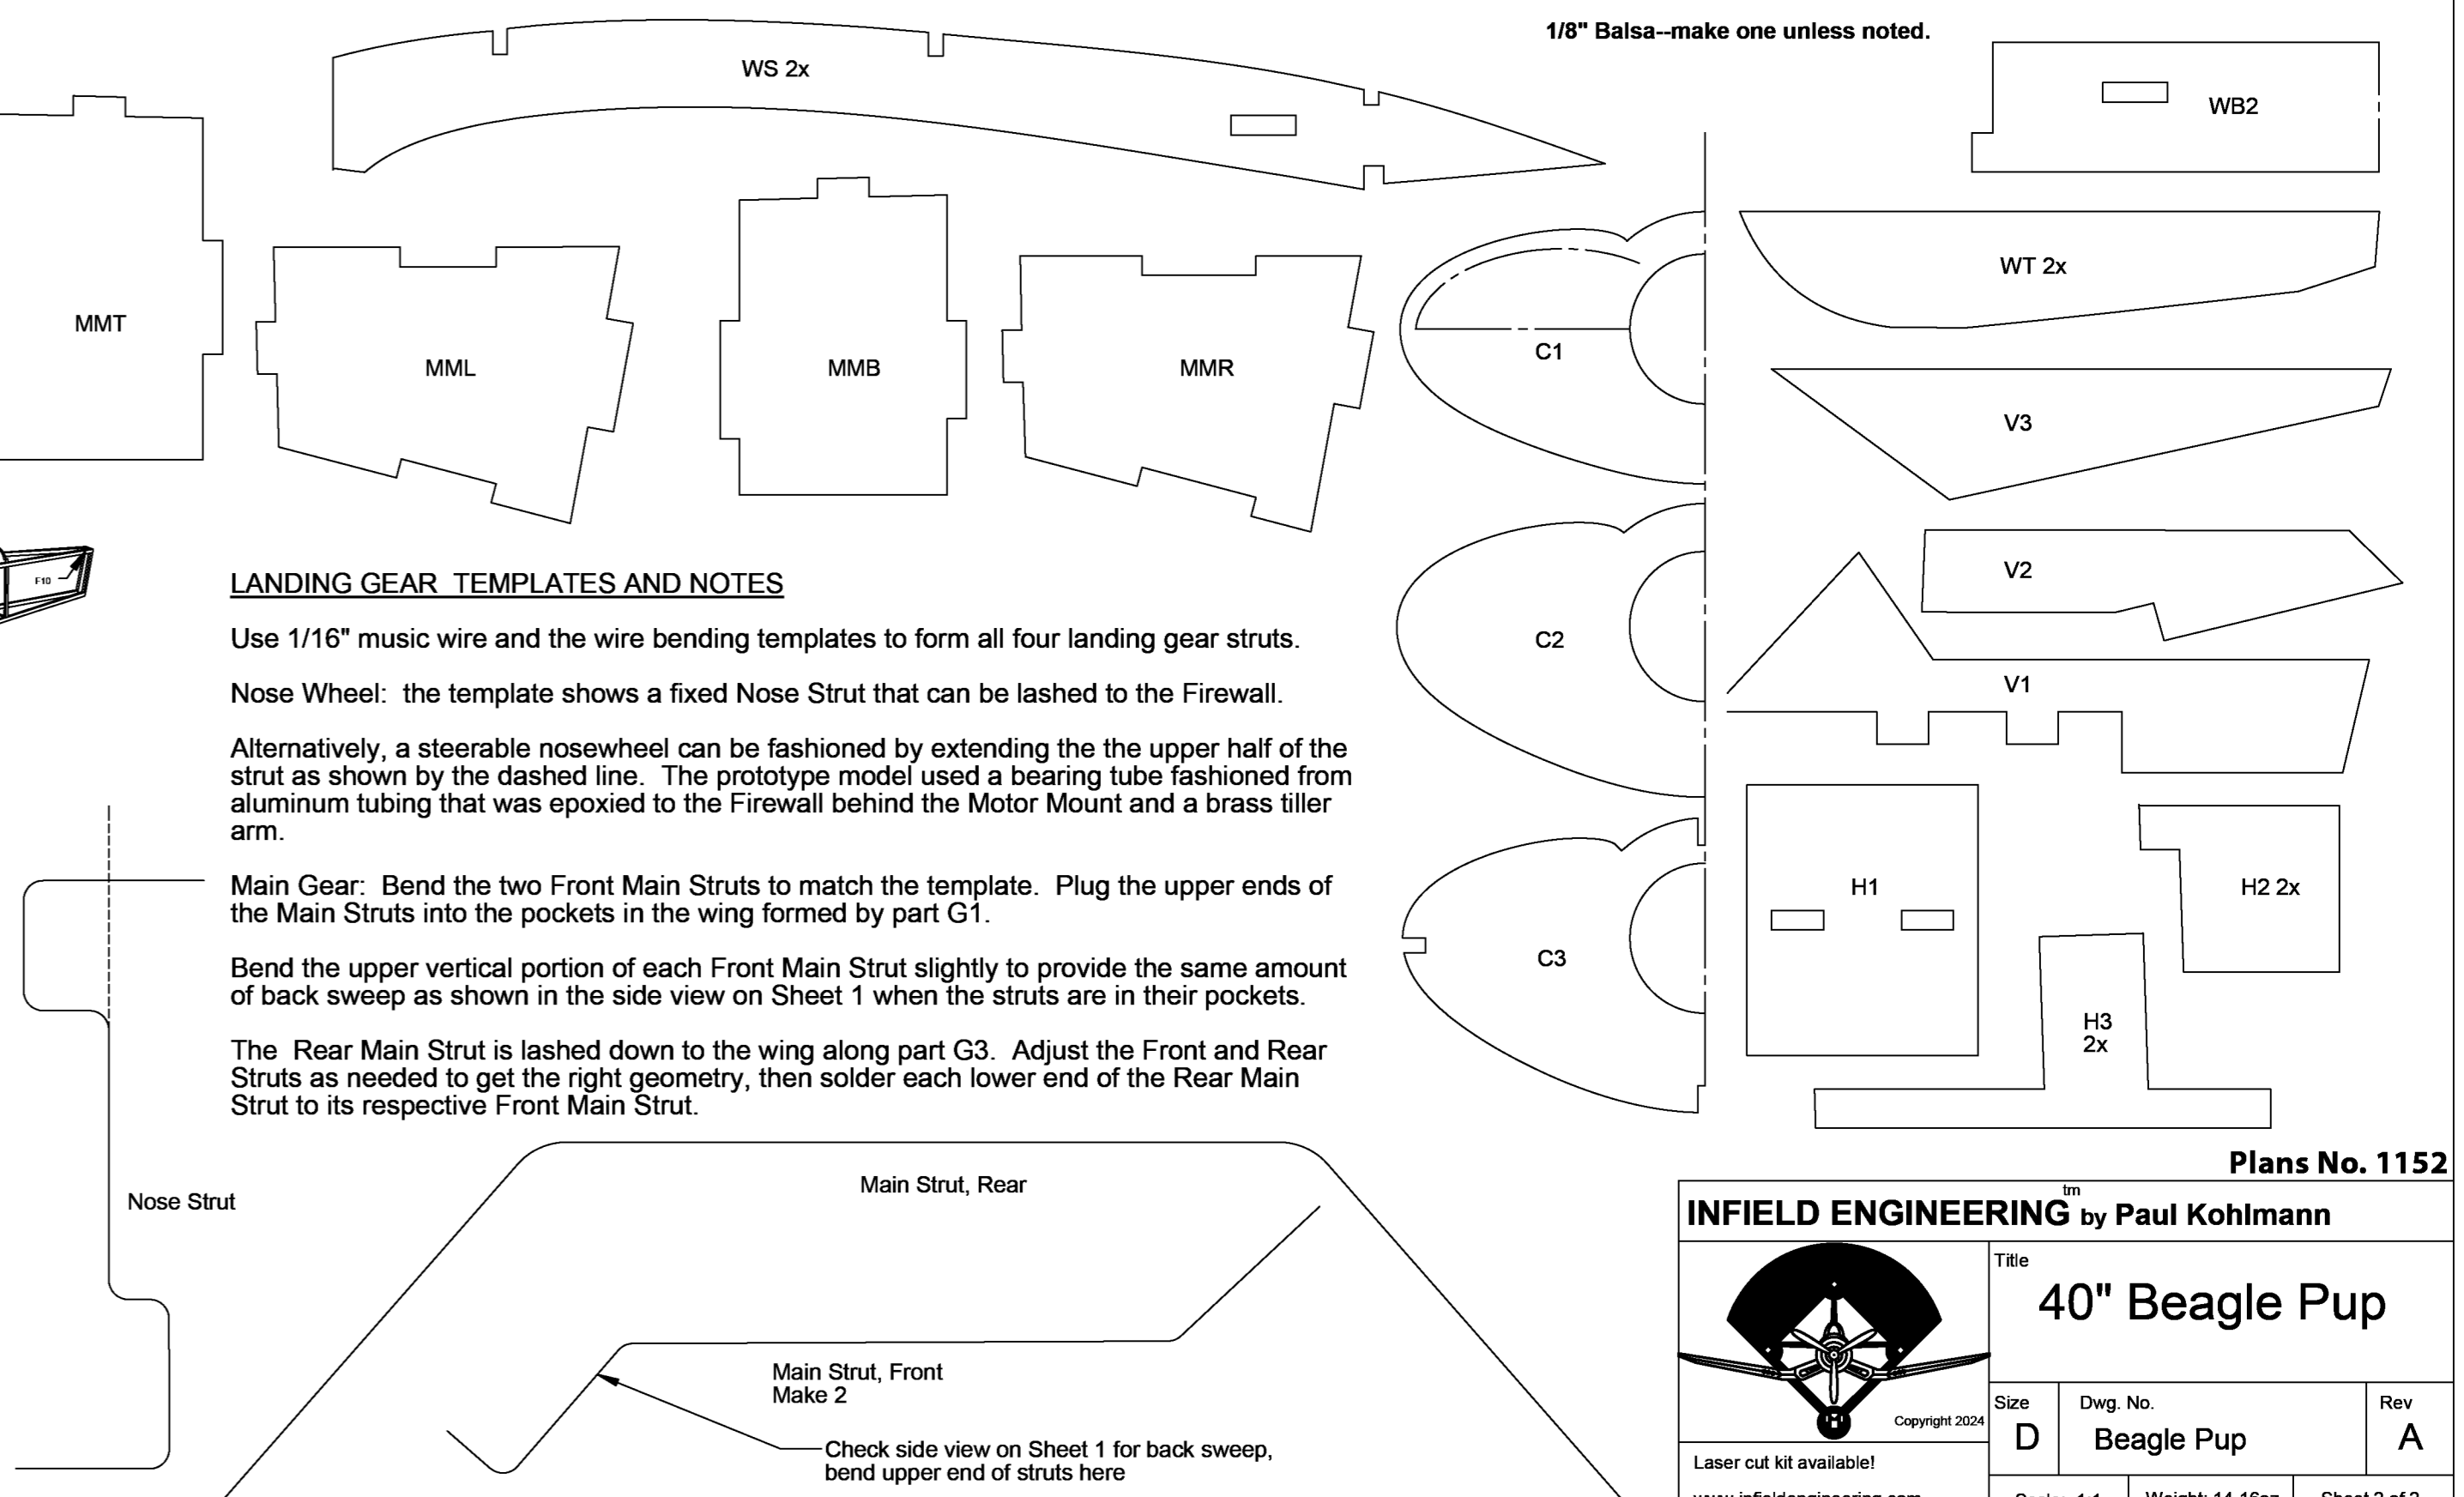 1/8" Balsa--make one unless noted.
WS 2x
WB2
MMT
MML
MMB
MMR
C1
WT 2x
V3
V2
V1
C2
C3
H1
H2 2x
H3
2x
F10
LANDING GEAR  TEMPLATES AND NOTES
Use 1/16" music wire and the wire bending templates to form all four landing gear struts.
Nose Wheel:  the template shows a fixed Nose Strut that can be lashed to the Firewall.
Alternatively, a steerable nosewheel can be fashioned by extending the the upper half of the
strut as shown by the dashed line.  The prototype model used a bearing tube fashioned from
aluminum tubing that was epoxied to the Firewall behind the Motor Mount and a brass tiller
arm.
Main Gear:  Bend the two Front Main Struts to match the template.  Plug the upper ends of
the Main Struts into the pockets in the wing formed by part G1.
Bend the upper vertical portion of each Front Main Strut slightly to provide the same amount
of back sweep as shown in the side view on Sheet 1 when the struts are in their pockets.
The  Rear Main Strut is lashed down to the wing along part G3.  Adjust the Front and Rear
Struts as needed to get the right geometry, then solder each lower end of the Rear Main
Strut to its respective Front Main Strut.
Nose Strut
Main Strut, Rear
Main Strut, Front
Make 2
Check side view on Sheet 1 for back sweep,
bend upper end of struts here
Plans No. 1152
INFIELD ENGINEERING tm by Paul Kohlmann
Title
40" Beagle Pup
Copyright 2024
Size
D
Dwg. No.
Beagle Pup
Rev
A
Laser cut kit available!